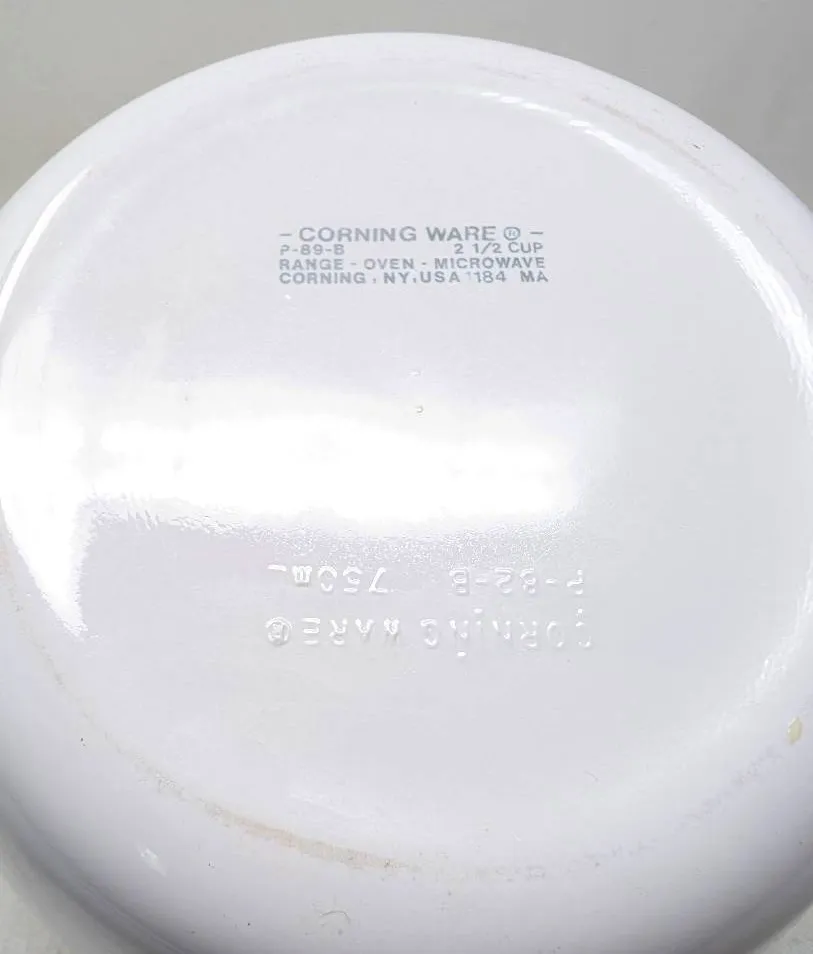 - CORNING WARE ® -
P-89-B 2 1/2 CUP
RANGE - OVEN - MICROWAVE
CORNING, NY, USA 1184 MA
CORNING WARE®
P-82-B 750mL